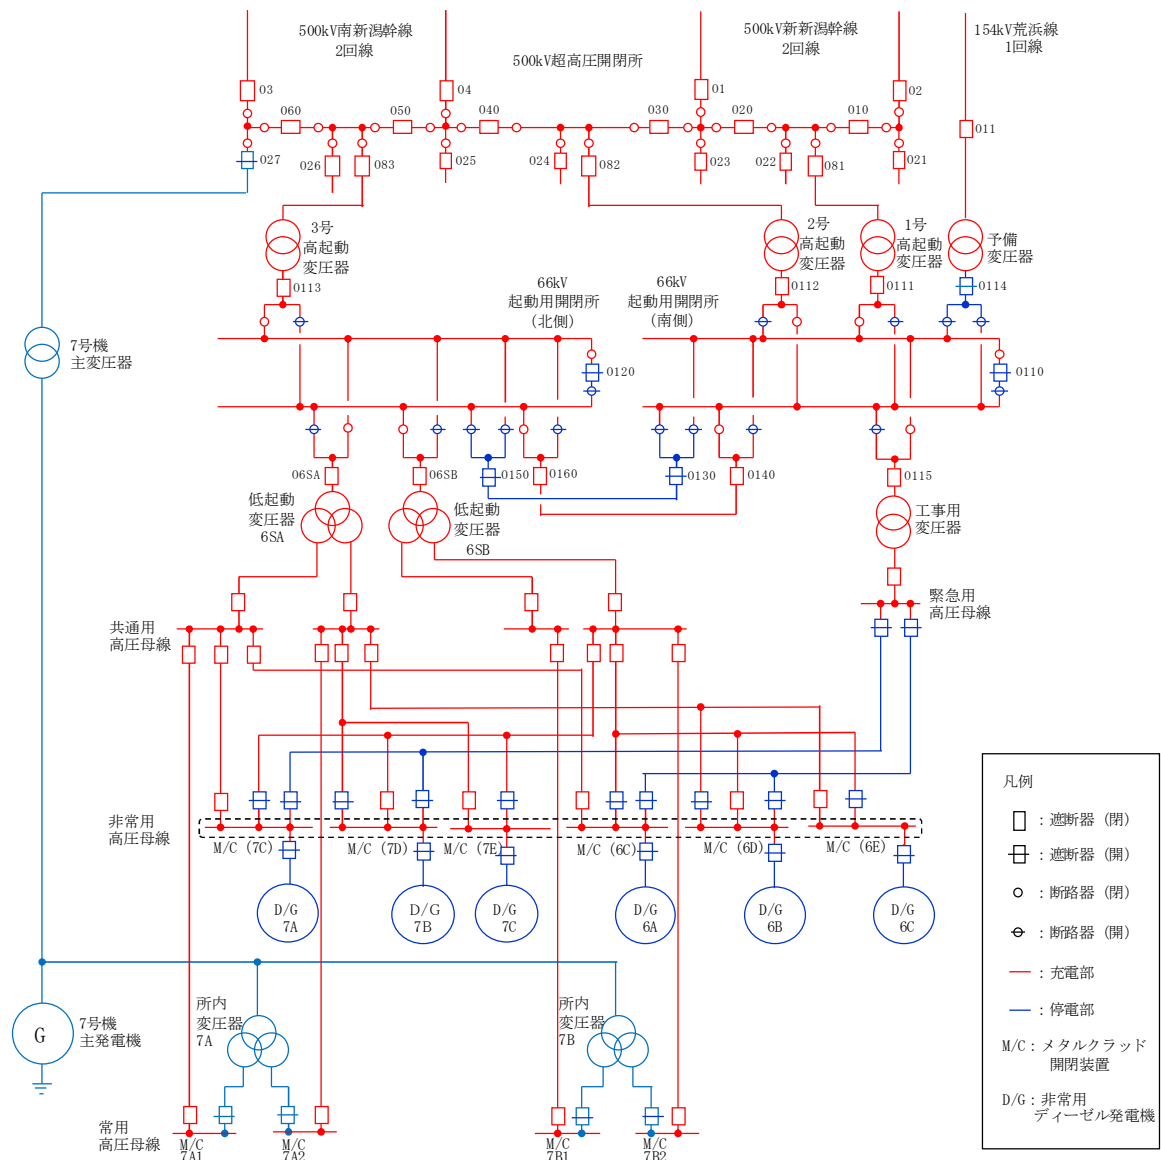 500kV南新潟幹線
2回線
500kV超高圧開閉所
500kV新新潟幹線
2回線
154kV荒浜線
1回線
03
04
01
02
060
050
040
030
020
010
011
027
026
083
025
024
082
023
022
081
021
3号
高起動
変圧器
2号
高起動
変圧器
1号
高起動
変圧器
予備
変圧器
0113
0112
0111
0114
66kV
起動用開閉所
(北側)
66kV
起動用開閉所
(南側)
7号機
主変圧器
0120
0110
06SA
06SB
0150
0160
0130
0140
0115
低起動
変圧器
6SA
低起動
変圧器
6SB
工事用
変圧器
緊急用
高圧母線
共通用
高圧母線
非常用
高圧母線
M/C (7C)
M/C (7D)
M/C (7E)
M/C (6C)
M/C (6D)
M/C (6E)
D/G
7A
D/G
7B
D/G
7C
D/G
6A
D/G
6B
D/G
6C
G
7号機
主発電機
所内
変圧器
7A
所内
変圧器
7B
常用
高圧母線
M/C
7A1
M/C
7A2
M/C
7B1
M/C
7B2
凡例
：遮断器 (閉)
：遮断器 (開)
：断路器 (閉)
：断路器 (開)
：充電部
：停電部
M/C：メタルクラッド
開閉装置
D/G：非常用
ディーゼル発電機